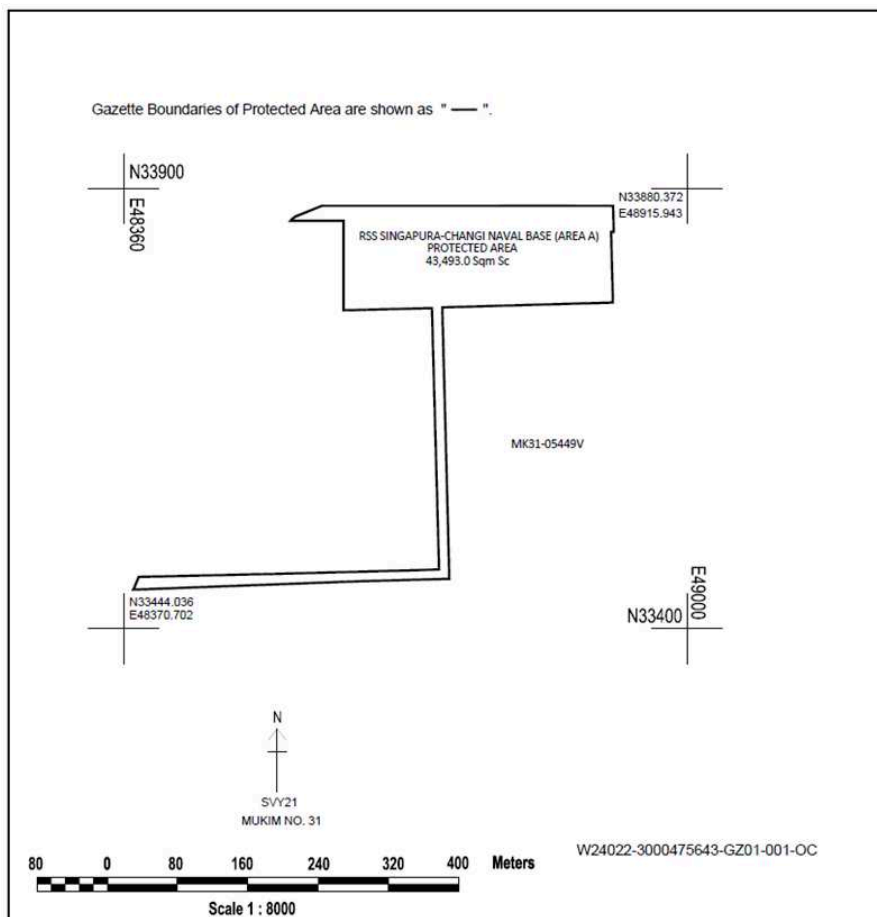 Gazette Boundaries of Protected Area are shown as " — ".
N33900
E48360
N33880.372
E48915.943
RSS SINGAPURA-CHANGI NAVAL BASE (AREA A)
PROTECTED AREA
43,493.0 Sqm Sc
MK31-05449V
N33444.036
E48370.702
N33400
E49000
N
SVY21
MUKIM NO. 31
W24022-3000475643-GZ01-001-OC
80 0 80 160 240 320 400 Meters
Scale 1 : 8000